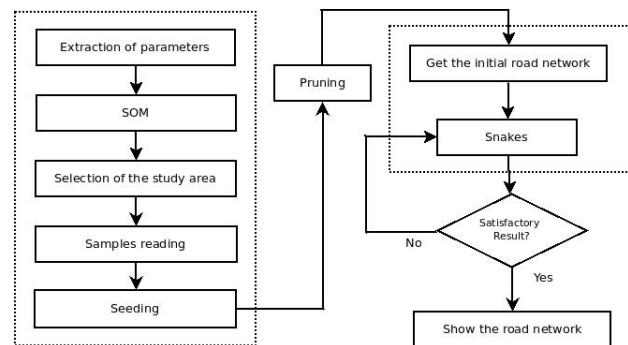 Extraction of parameters
SOM
Selection of the study area
Samples reading
Seeding
Pruning
Get the initial road network
Snakes
Satisfactory
Result?
No
Yes
Show the road network